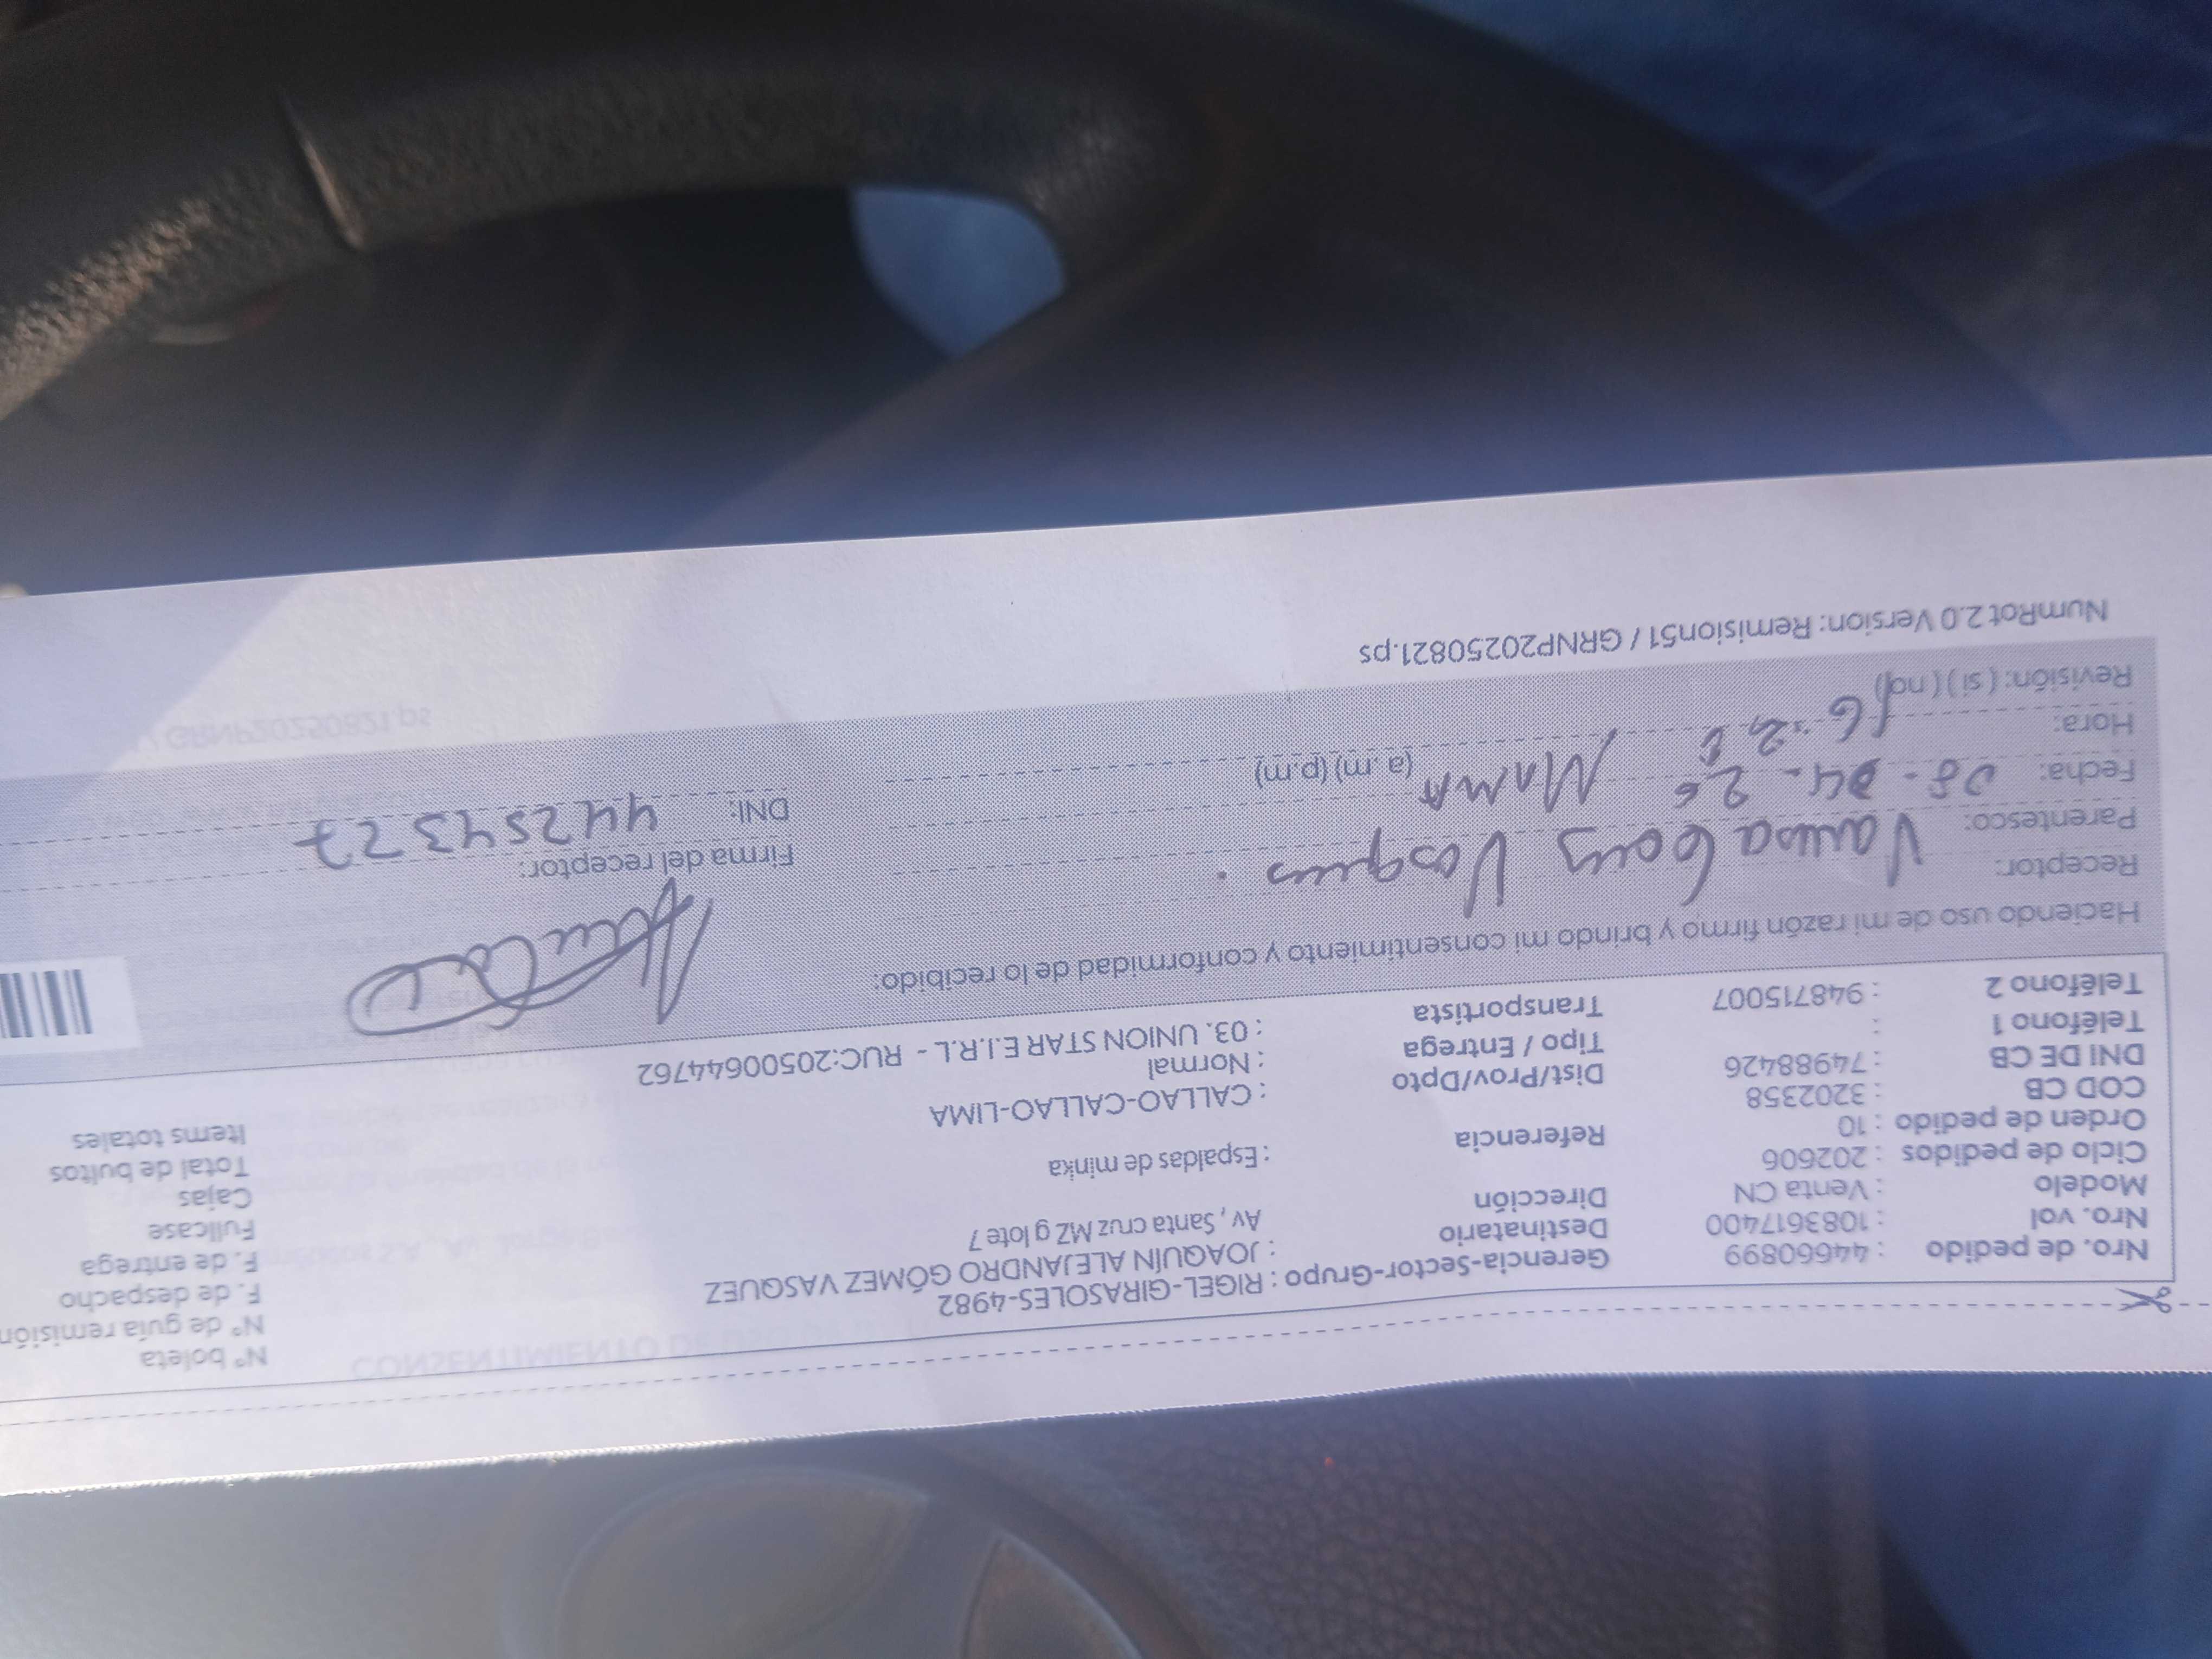 Nº boleta
Nº de guía remisión
F. de despacho
F. de entrega
Fullcase
Cajas
Total de bultos
Items totales
Nro. de pedido : 44660899
Nro. vol : 1083617400
Modelo : Venta CN
Ciclo de pedidos : 202606
Orden de pedido : 10
COD CB : 3202358
DNI DE CB : 74988426
Teléfono 1 :
Teléfono 2 : 948715007
Gerencia-Sector-Grupo : RIGEL-GIRASOLES-4982
Destinatario : JOAQUÍN ALEJANDRO GÓMEZ VASQUEZ
Dirección Av, Santa cruz MZ g lote 7
Referencia : Espaldas de minka
Dist/Prov/Dpto : CALLAO-CALLAO-LIMA
Tipo / Entrega : Normal
Transportista : 03. UNION STAR E.I.R.L - RUC:20500644762
Haciendo uso de mi razón firmo y brindo mi consentimiento y conformidad de lo recibido:
Receptor:
Parentesco: MAMA
Fecha:
Hora: (a.m) (p.m)
Revisión: ( si ) ( no )
Firma del receptor:
DNI: 44254327
NumRot 2.0 Version: Remision51 / GRNP20250821.ps